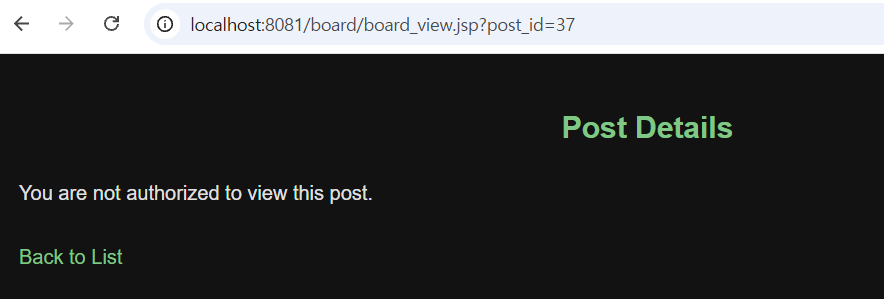 localhost:8081/board/board_view.jsp?post_id=37
Post Details
You are not authorized to view this post.
Back to List